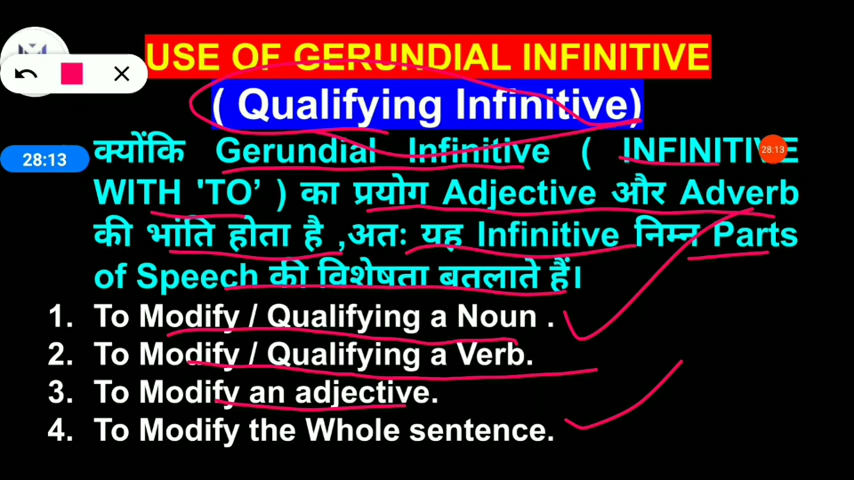 USE OF GERUNDIAL INFINITIVE
( Qualifying Infinitive)
28:13
28:13
क्योंकि Gerundial Infinitive ( INFINITIVE
WITH 'TO’ ) का प्रयोग Adjective और Adverb
की भांति होता है ,अतः यह Infinitive निम्न Parts
of Speech की विशेषता बतलाते हैं।
1. To Modify / Qualifying a Noun .
2. To Modify / Qualifying a Verb.
3. To Modify an adjective.
4. To Modify the Whole sentence.